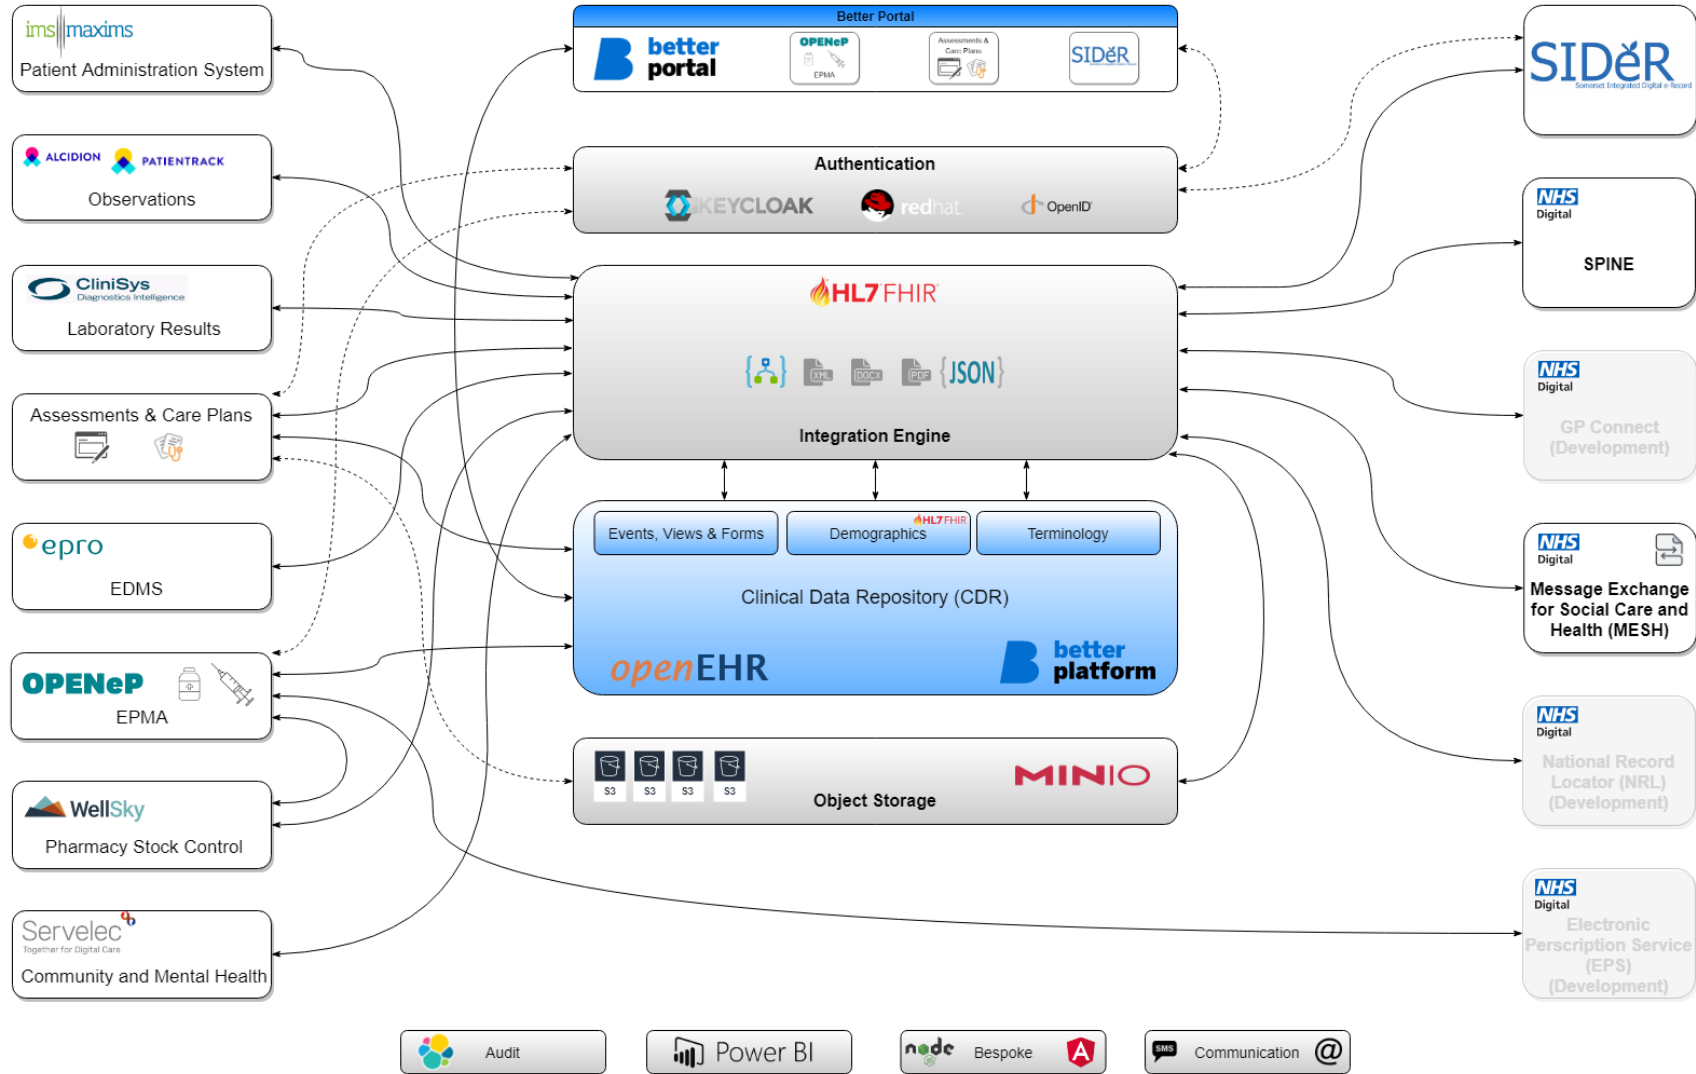 ims maxims
Patient Administration System
ALCIDION PATIENTRACK
Observations
CliniSys
Diagnostics Intelligence
Laboratory Results
Assessments & Care Plans
epro
EDMS
OPENeP
EPMA
WellSky
Pharmacy Stock Control
Servelec
Together for Digital Care
Community and Mental Health
Better Portal
better
portal
OPENeP
EPMA
Assessments &
Care Plans
SIDĕR
Authentication
KEYCLOAK
redhat.
OpenID
HL7 FHIR
XML
DOCX
PDF
{JSON}
Integration Engine
Events, Views & Forms
Demographics
HL7 FHIR
Terminology
Clinical Data Repository (CDR)
openEHR
better
platform
S3 S3 S3 S3
Object Storage
MINIO
SIDĕR
Somerset Integrated Digital e-Record
NHS
Digital
SPINE
NHS
Digital
GP Connect
(Development)
NHS
Digital
Message Exchange
for Social Care and
Health (MESH)
NHS
Digital
National Record
Locator (NRL)
(Development)
NHS
Digital
Electronic
Perscription Service
(EPS)
(Development)
Audit
Power BI
node
JS
Bespoke
A
SMS
Communication @